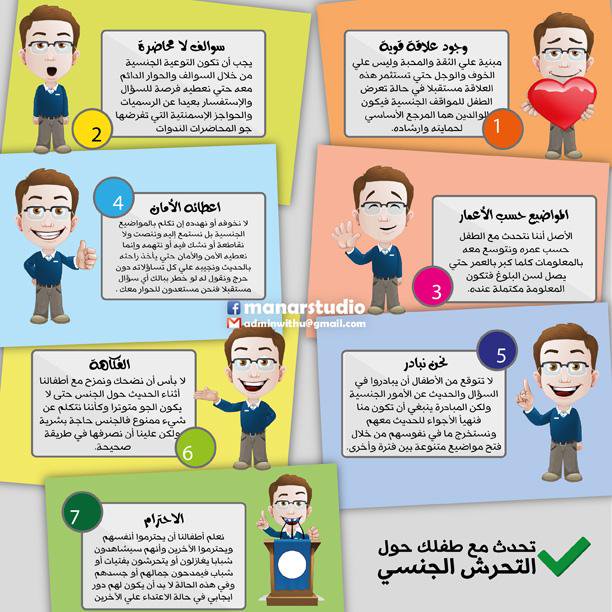 وجود علاقة قوية
مبنية علي الثقة والمحبة وليس علي
الخوف والوجل حتي تستثمر هذه
العلاقة مستقبلا في حالة تعرض
الطفل للمواقف الجنسية فيكون
الوالدين هما المرجع الأساسي
لحمايته وارشاده.
1
سوالف لا محاضرة
يجب أن تكون التوعية الجنسية
من خلال السوالف والحوار الدائم
معه حتي نعطيه فرصة للسؤال
والإستفسار بعيدا عن الرسميات
والحواجز الإسمنتية التي تفرضها
جو المحاضرات الندوات
2
المواضيع حسب الأعمار
الأصل أننا نتحدث مع الطفل
حسب عمره ونتوسع معه
بالمعلومات كلما كبر بالعمر حتي
يصل لسن البلوغ فتكون
المعلومة مكتملة عنده.
3
4
اعطائه الأمان
لا نخوفه أو نهدده إن تكلم بالمواضيع
الجنسية بل نستمع إليه وننصت ولا
نقاطعة أو نشك فيه أو نتهمه وإنما
نعطيه الأمن والأمان حتي يأخذ راحته
بالحديث ونجيبه علي كل تساؤلاته دون
حرج ونقول له لو خطر ببالك أي سؤال
مستقبلا فنحن مستعدون للحوار معك .
manarstudio
adminwithu@gmail.com
5
نحن نبادر
لا تتوقع من الأطفال أن يبادروا في
السؤال والحديث عن الأمور الجنسية
ولكن المبادرة ينبغي أن تكون منا
فنهيأ الأجواء للحديث معهم
ونستخرج ما في نفوسهم من خلال
فتح مواضيع متنوعة بين فترة وأخرى.
الفكاهة
لا بأس أن نضحك ونمزح مع أطفالنا
أثناء الحديث حول الجنس حتى لا
يكون الجو متوترا وكأننا نتكلم عن
شيء ممنوع فالجنس حاجة بشرية
ولكن علينا أن نصرفها في طريقة
صحيحة.
6
7
الاحترام
نعلم أطفالنا أن يحترموا أنفسهم
ويحترموا الأخرين وأنهم سيشاهدون
شبابا يغازلون أو يتحرشون بفتيات أو
شباب فيمدحون جمالهم أو جسدهم
وفي هذه الحالة لا بد أن يكون لهم دور
ايجابي في حالة الاعتداء علي الأخرين
تحدث مع طفلك حول
التحرش الجنسي